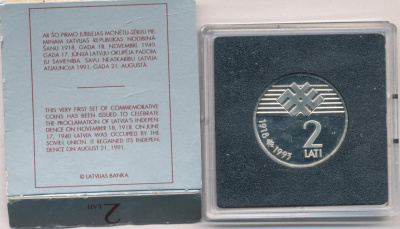 AR ŠO PIRMO JUBILEJAS MONĒTU SĒRIJU PIE-
MINAM LATVIJAS REPUBLIKAS NODIBINĀ-
ŠANU 1918. GADA 18. NOVEMBRĪ. 1940.
GADA 17. JŪNIJĀ LATVIJU OKUPĒJA PADOM-
JU SAVIENĪBA. SAVU NEATKARĪBU LATVIJA
ATJAUNOJA 1991. GADA 21. AUGUSTĀ.
THIS VERY FIRST SET OF COMMEMORATIVE
COINS HAS BEEN ISSUED TO CELEBRATE
THE PROCLAMATION OF LATVIA'S INDEPEN-
DENCE ON NOVEMBER 18, 1918. ON JUNE
17, 1940 LATVIA WAS OCCUPIED BY THE
SOVIET UNION. IT REGAINED ITS INDEPEN-
DENCE ON AUGUST 21, 1991.
© LATVIJAS BANKA
2 LATI
1918 1993
2
LATI